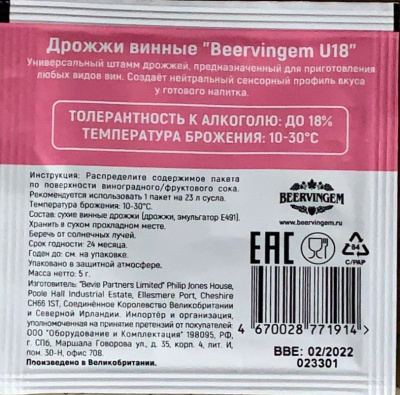 Дрожжи винные "Beervingem U18"
Универсальный штамм дрожжей, предназначенный для приготовления
любых видов вин. Создаёт нейтральный сенсорный профиль вкуса
у готового напитка.
ТОЛЕРАНТНОСТЬ К АЛКОГОЛЮ: ДО 18%
ТЕМПЕРАТУРА БРОЖЕНИЯ: 10-30°C
Инструкция: Распределите содержимое пакета
по поверхности виноградного/фруктового сока.
Рекомендуется использовать 1 пакет на 23 л сусла.
Температура брожения: 10-30°C.
Состав: сухие винные дрожжи (дрожжи, эмульгатор Е491).
Хранить в сухом прохладном месте.
Беречь от солнечных лучей.
Срок годности: 24 месяца.
Годен до: см. на упаковке.
Упаковано в защитной атмосфере.
Масса нетто: 5 г.
Изготовитель: "Bevie Partners Limited" Philip Jones House,
Poole Hall Industrial Estate, Ellesmere Port, Cheshire
CH66 1ST, Соединённое Королевство Великобритании
и Северной Ирландии. Импортер и организация,
уполномоченная на принятие претензий от покупателей:
ООО "Оборудование и Комплектация" 198095, РФ,
г. СПб, Маршала Говорова ул., д. 35, корп. 4, лит. И,
пом. 30-Н, офис 708.
Произведено в Великобритании.
BEERVINGEM
www.beervingem.ru
EAC
84
C/PAP
4 670028 771914
BBE: 02/2022
023301